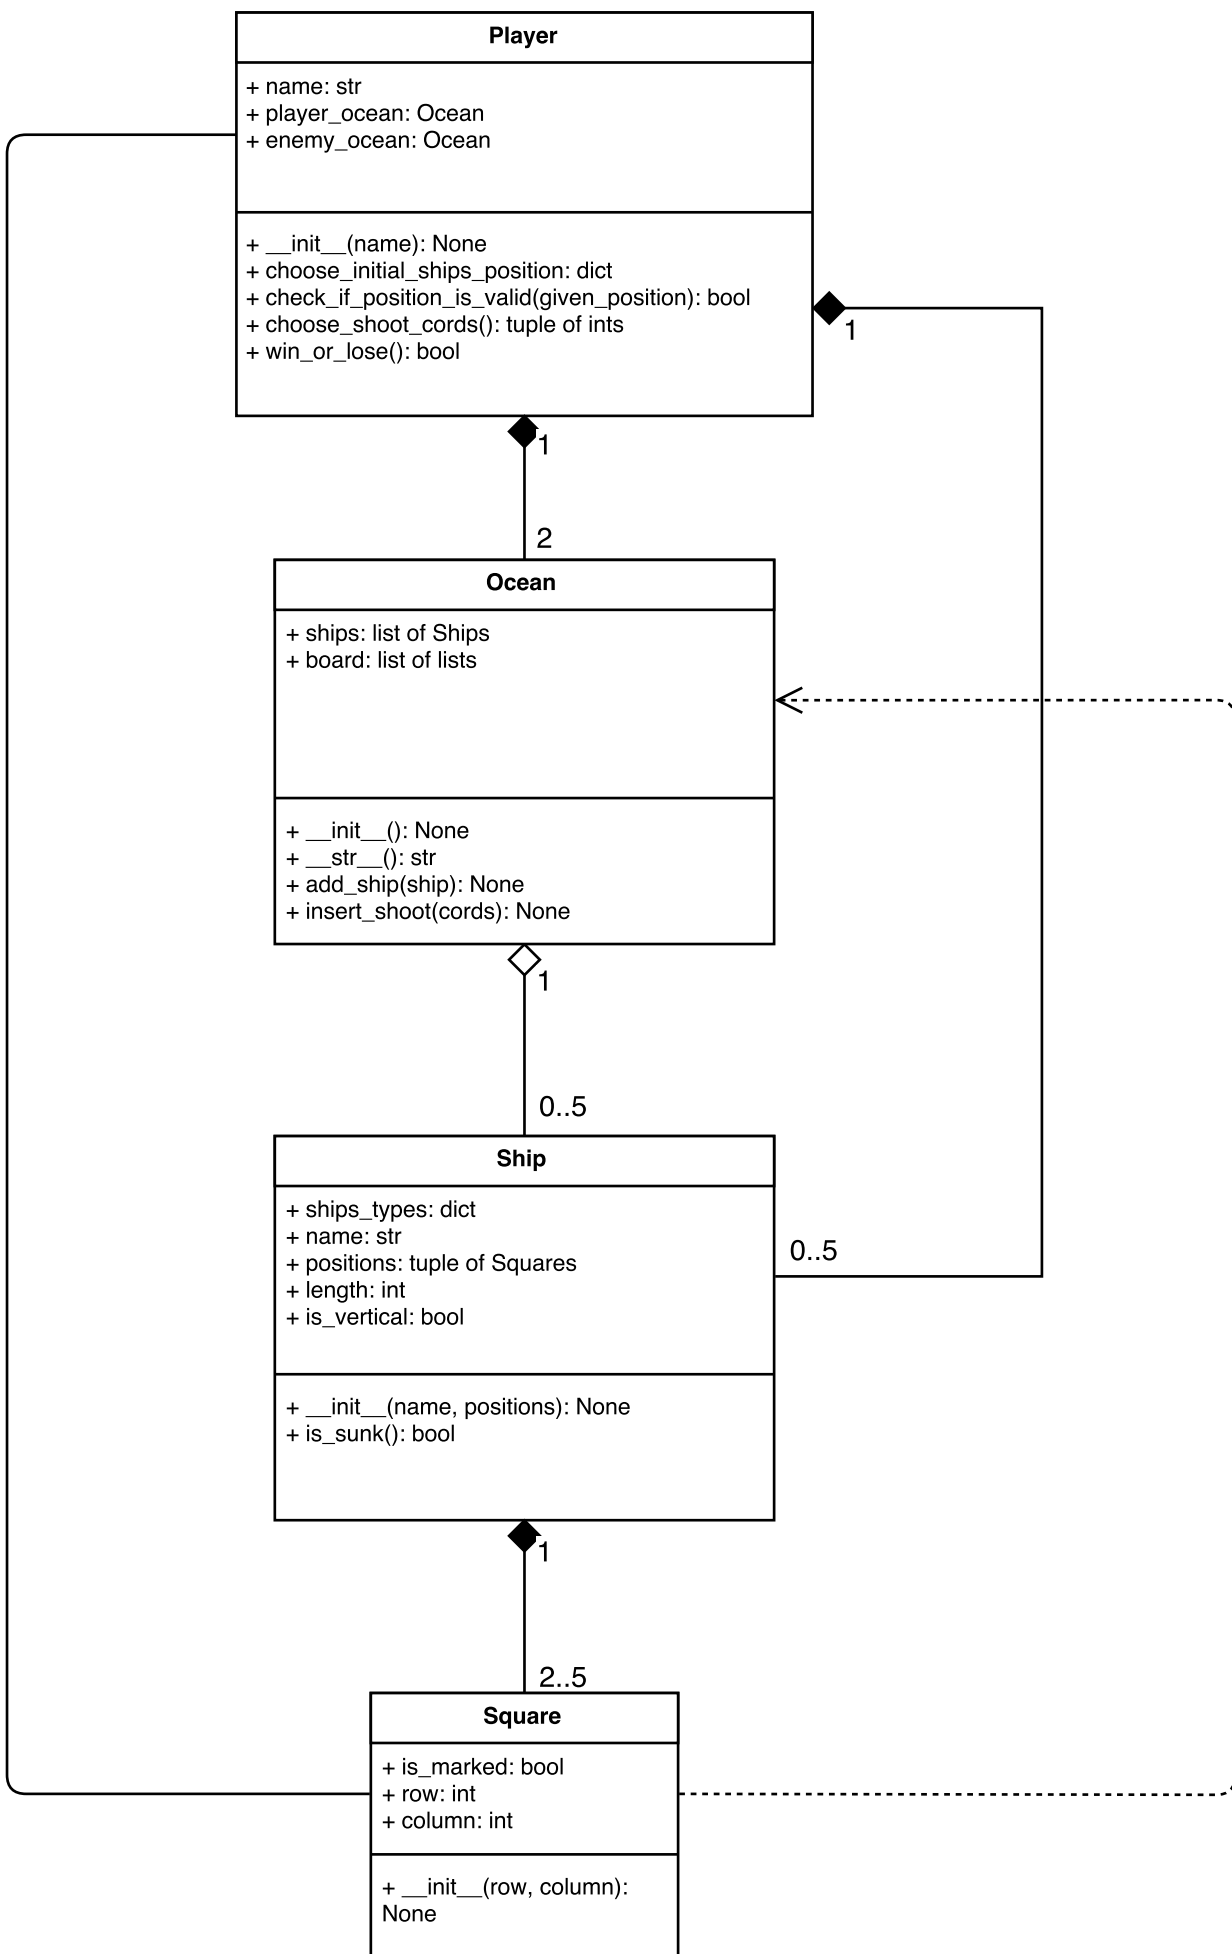 Player
+ name: str
+ player_ocean: Ocean
+ enemy_ocean: Ocean
+ __init__(name): None
+ choose_initial_ships_position: dict
+ check_if_position_is_valid(given_position): bool
+ choose_shoot_cords(): tuple of ints
+ win_or_lose(): bool
1
1
2
Ocean
+ ships: list of Ships
+ board: list of lists
+ __init__(): None
+ __str__(): str
+ add_ship(ship): None
+ insert_shoot(cords): None
1
0..5
Ship
+ ships_types: dict
+ name: str
+ positions: tuple of Squares
+ length: int
+ is_vertical: bool
0..5
+ __init__(name, positions): None
+ is_sunk(): bool
1
2..5
Square
+ is_marked: bool
+ row: int
+ column: int
+ __init__(row, column):
None